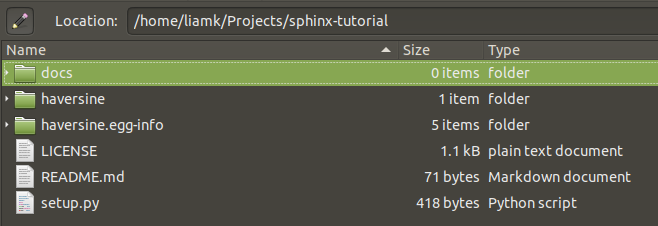 Location: /home/liamk/Projects/sphinx-tutorial
Name Size Type
docs 0 items folder
haversine 1 item folder
haversine.egg-info 5 items folder
LICENSE 1.1 kB plain text document
README.md 71 bytes Markdown document
setup.py 418 bytes Python script